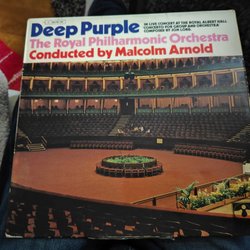 Deep Purple
IN LIVE CONCERT AT THE ROYAL ALBERT HALL
CONCERTO FOR GROUP AND ORCHESTRA
COMPOSED BY JON LORD
The Royal Philharmonic Orchestra
Conducted by Malcolm Arnold